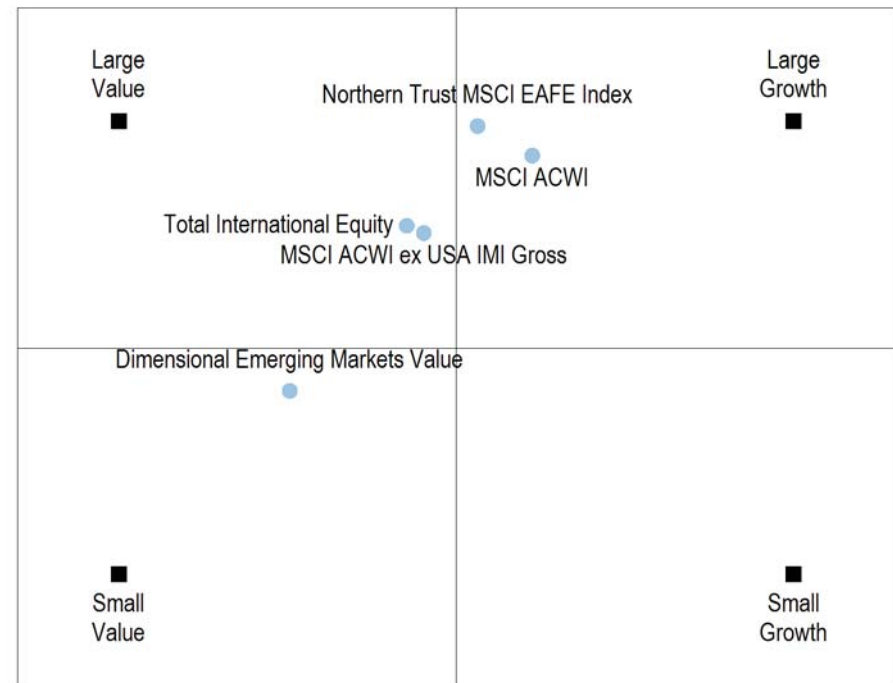 Large
Value
Large
Growth
Northern Trust MSCI EAFE Index
MSCI ACWI
Total International Equity
MSCI ACWI ex USA IMI Gross
Dimensional Emerging Markets Value
Small
Value
Small
Growth